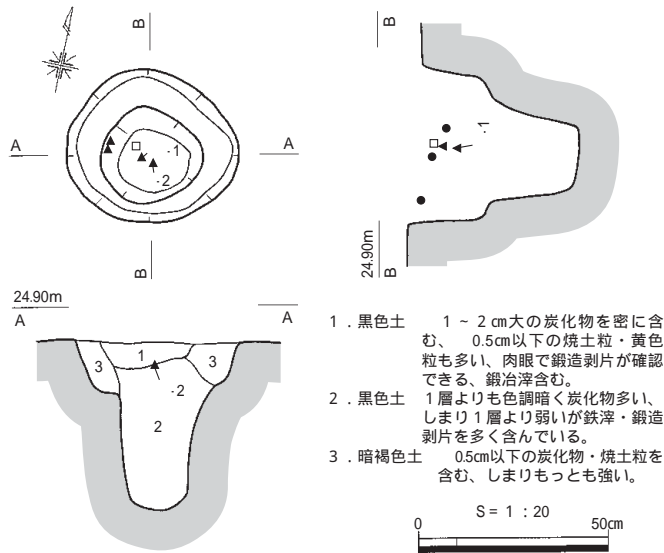 B
A
A
-1
-2
B
B
-1
24.90m
B
24.90m
A
A
1
3
3
-2
2
1．黒色土　1～2㎝大の炭化物を密に含
む、0.5㎝以下の焼土粒・黄色
粒も多い、肉眼で鍛造剥片が確認
できる、鍛冶滓含む。
2．黒色土　1層よりも色調暗く炭化物多い、
しまり1層より弱いが鉄滓・鍛造
剥片を多く含んでいる。
3．暗褐色土　0.5㎝以下の炭化物・焼土粒を
含む、しまりもっとも強い。
S＝1：20
0
50㎝